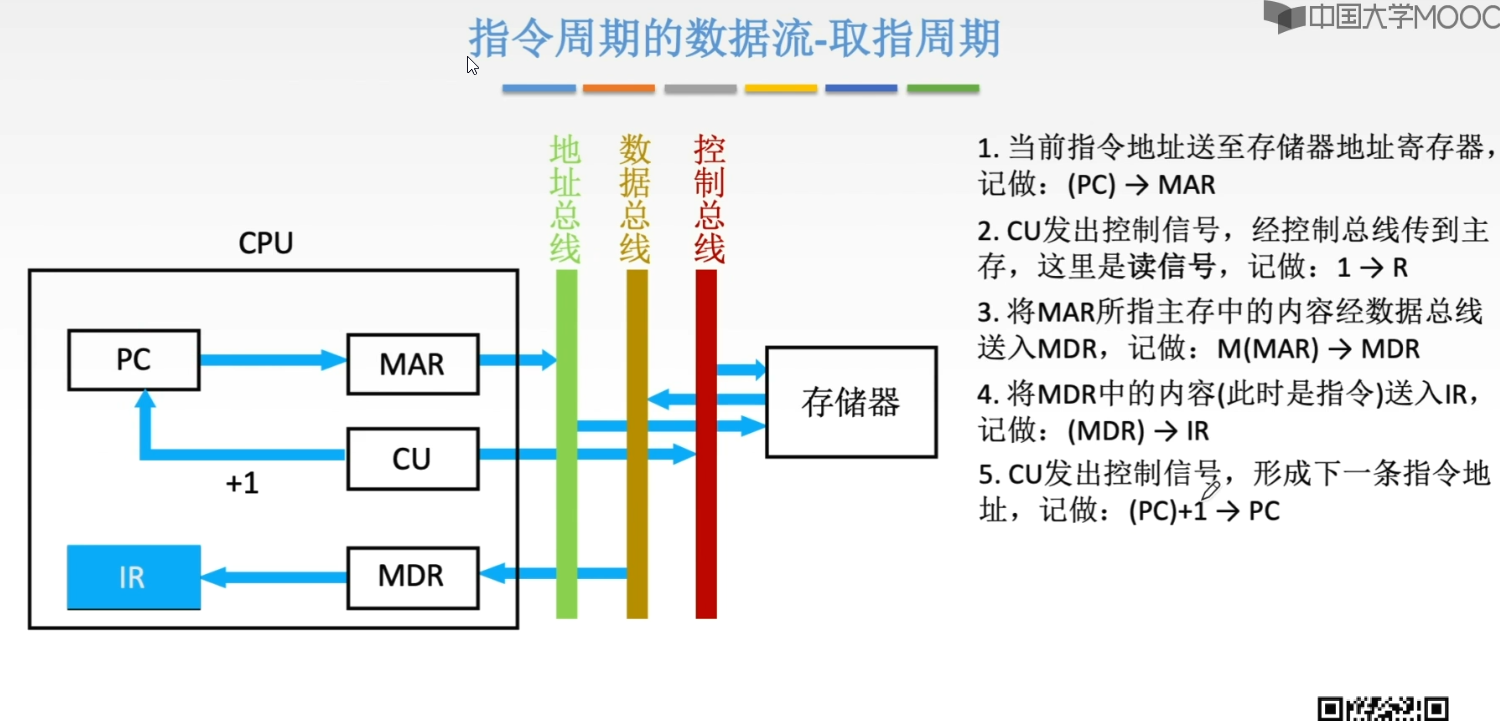 中国大学MOOC
指令周期的数据流-取指周期
地址总线
数据总线
控制总线
CPU
PC
MAR
CU
+1
IR
MDR
存储器
1. 当前指令地址送至存储器地址寄存器，
记做：(PC) → MAR
2. CU发出控制信号，经控制总线传到主
存，这里是读信号，记做：1 → R
3. 将MAR所指主存中的内容经数据总线
送入MDR，记做：M(MAR) → MDR
4. 将MDR中的内容(此时是指令)送入IR，
记做：(MDR) → IR
5. CU发出控制信号，形成下一条指令地
址，记做：(PC)+1 → PC